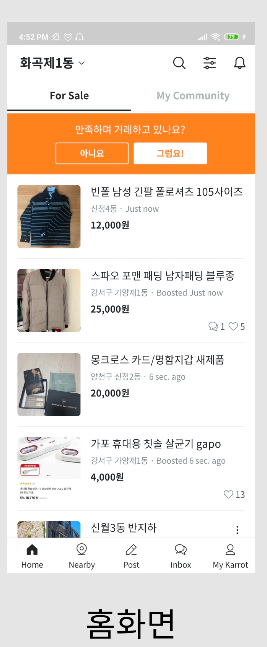 4:52 PM
화곡제1동
For Sale
My Community
만족하며 거래하고 있나요?
아니요
그럼요!
빈폴 남성 긴팔 폴로셔츠 105사이즈
신정4동 · Just now
12,000원
스파오 포맨 패딩 남자패딩 블루종
강서구 가양제1동 · Boosted Just now
25,000원
1 5
몽크로스 카드/명함지갑 새제품
양천구 신정2동 · 6 sec. ago
20,000원
가포 휴대용 칫솔 살균기 gapo
강서구 가양제1동 · Boosted 6 sec. ago
4,000원
13
신월3동 반지하
Home
Nearby
Post
Inbox
My Karrot
홈화면